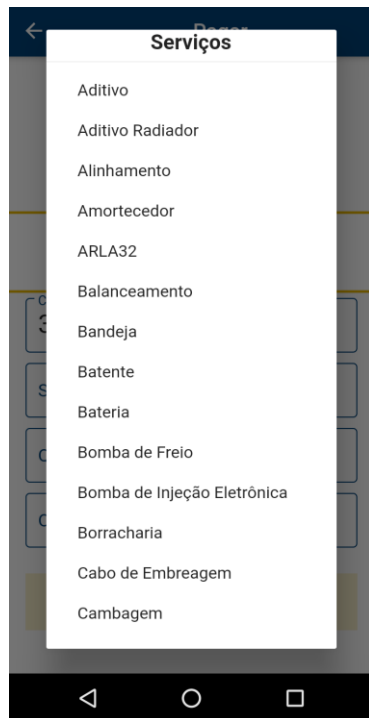 Pagar
Serviços
Aditivo
Aditivo Radiador
Alinhamento
Amortecedor
ARLA32
Balanceamento
Bandeja
Batente
Bateria
Bomba de Freio
Bomba de Injeção Eletrônica
Borracharia
Cabo de Embreagem
Cambagem